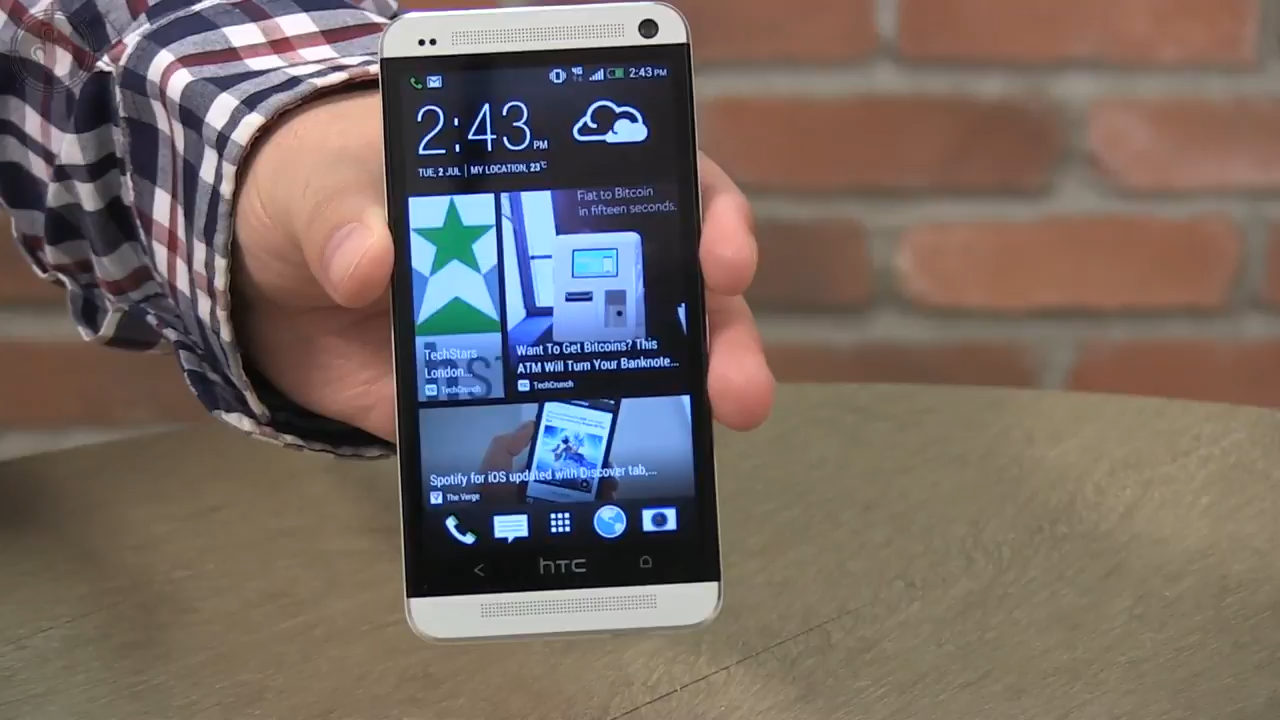 4G
2:43 PM
2:43 PM
TUE, 2 JUL | MY LOCATION, 23°C
Fiat to Bitcoin
in fifteen seconds.
TechStars
London...
TechCrunch
Want To Get Bitcoins? This
ATM Will Turn Your Banknote...
TechCrunch
Spotify for iOS updated with Discover tab,...
The Verge
hTC